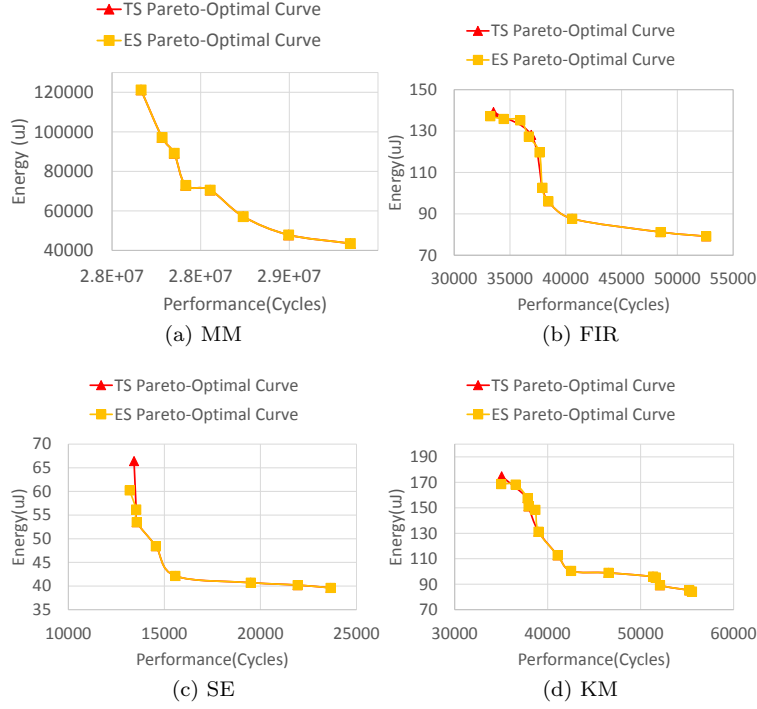 TS Pareto-Optimal Curve
ES Pareto-Optimal Curve
120000
100000
80000
60000
40000
Energy (uJ)
2.8E+07 2.8E+07 2.9E+07
Performance(Cycles)
(a) MM
TS Pareto-Optimal Curve
ES Pareto-Optimal Curve
150
130
110
90
70
Energy(uJ)
30000 35000 40000 45000 50000 55000
Performance(Cycles)
(b) FIR
TS Pareto-Optimal Curve
ES Pareto-Optimal Curve
70
65
60
55
50
45
40
35
Energy(uJ)
10000 15000 20000 25000
Performance(Cycles)
(c) SE
TS Pareto-Optimal Curve
ES Pareto-Optimal Curve
190
170
150
130
110
90
70
Energy(uJ)
30000 40000 50000 60000
Performance(Cycles)
(d) KM